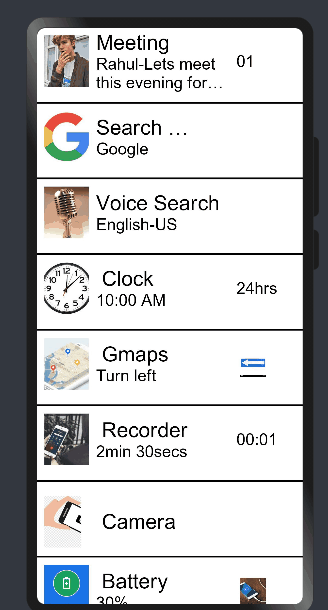 Meeting
Rahul-Lets meet
this evening for…
01
Search …
Google
Voice Search
English-US
Clock
10:00 AM
24hrs
Gmaps
Turn left
Recorder
2min 30secs
00:01
Camera
Battery
30%